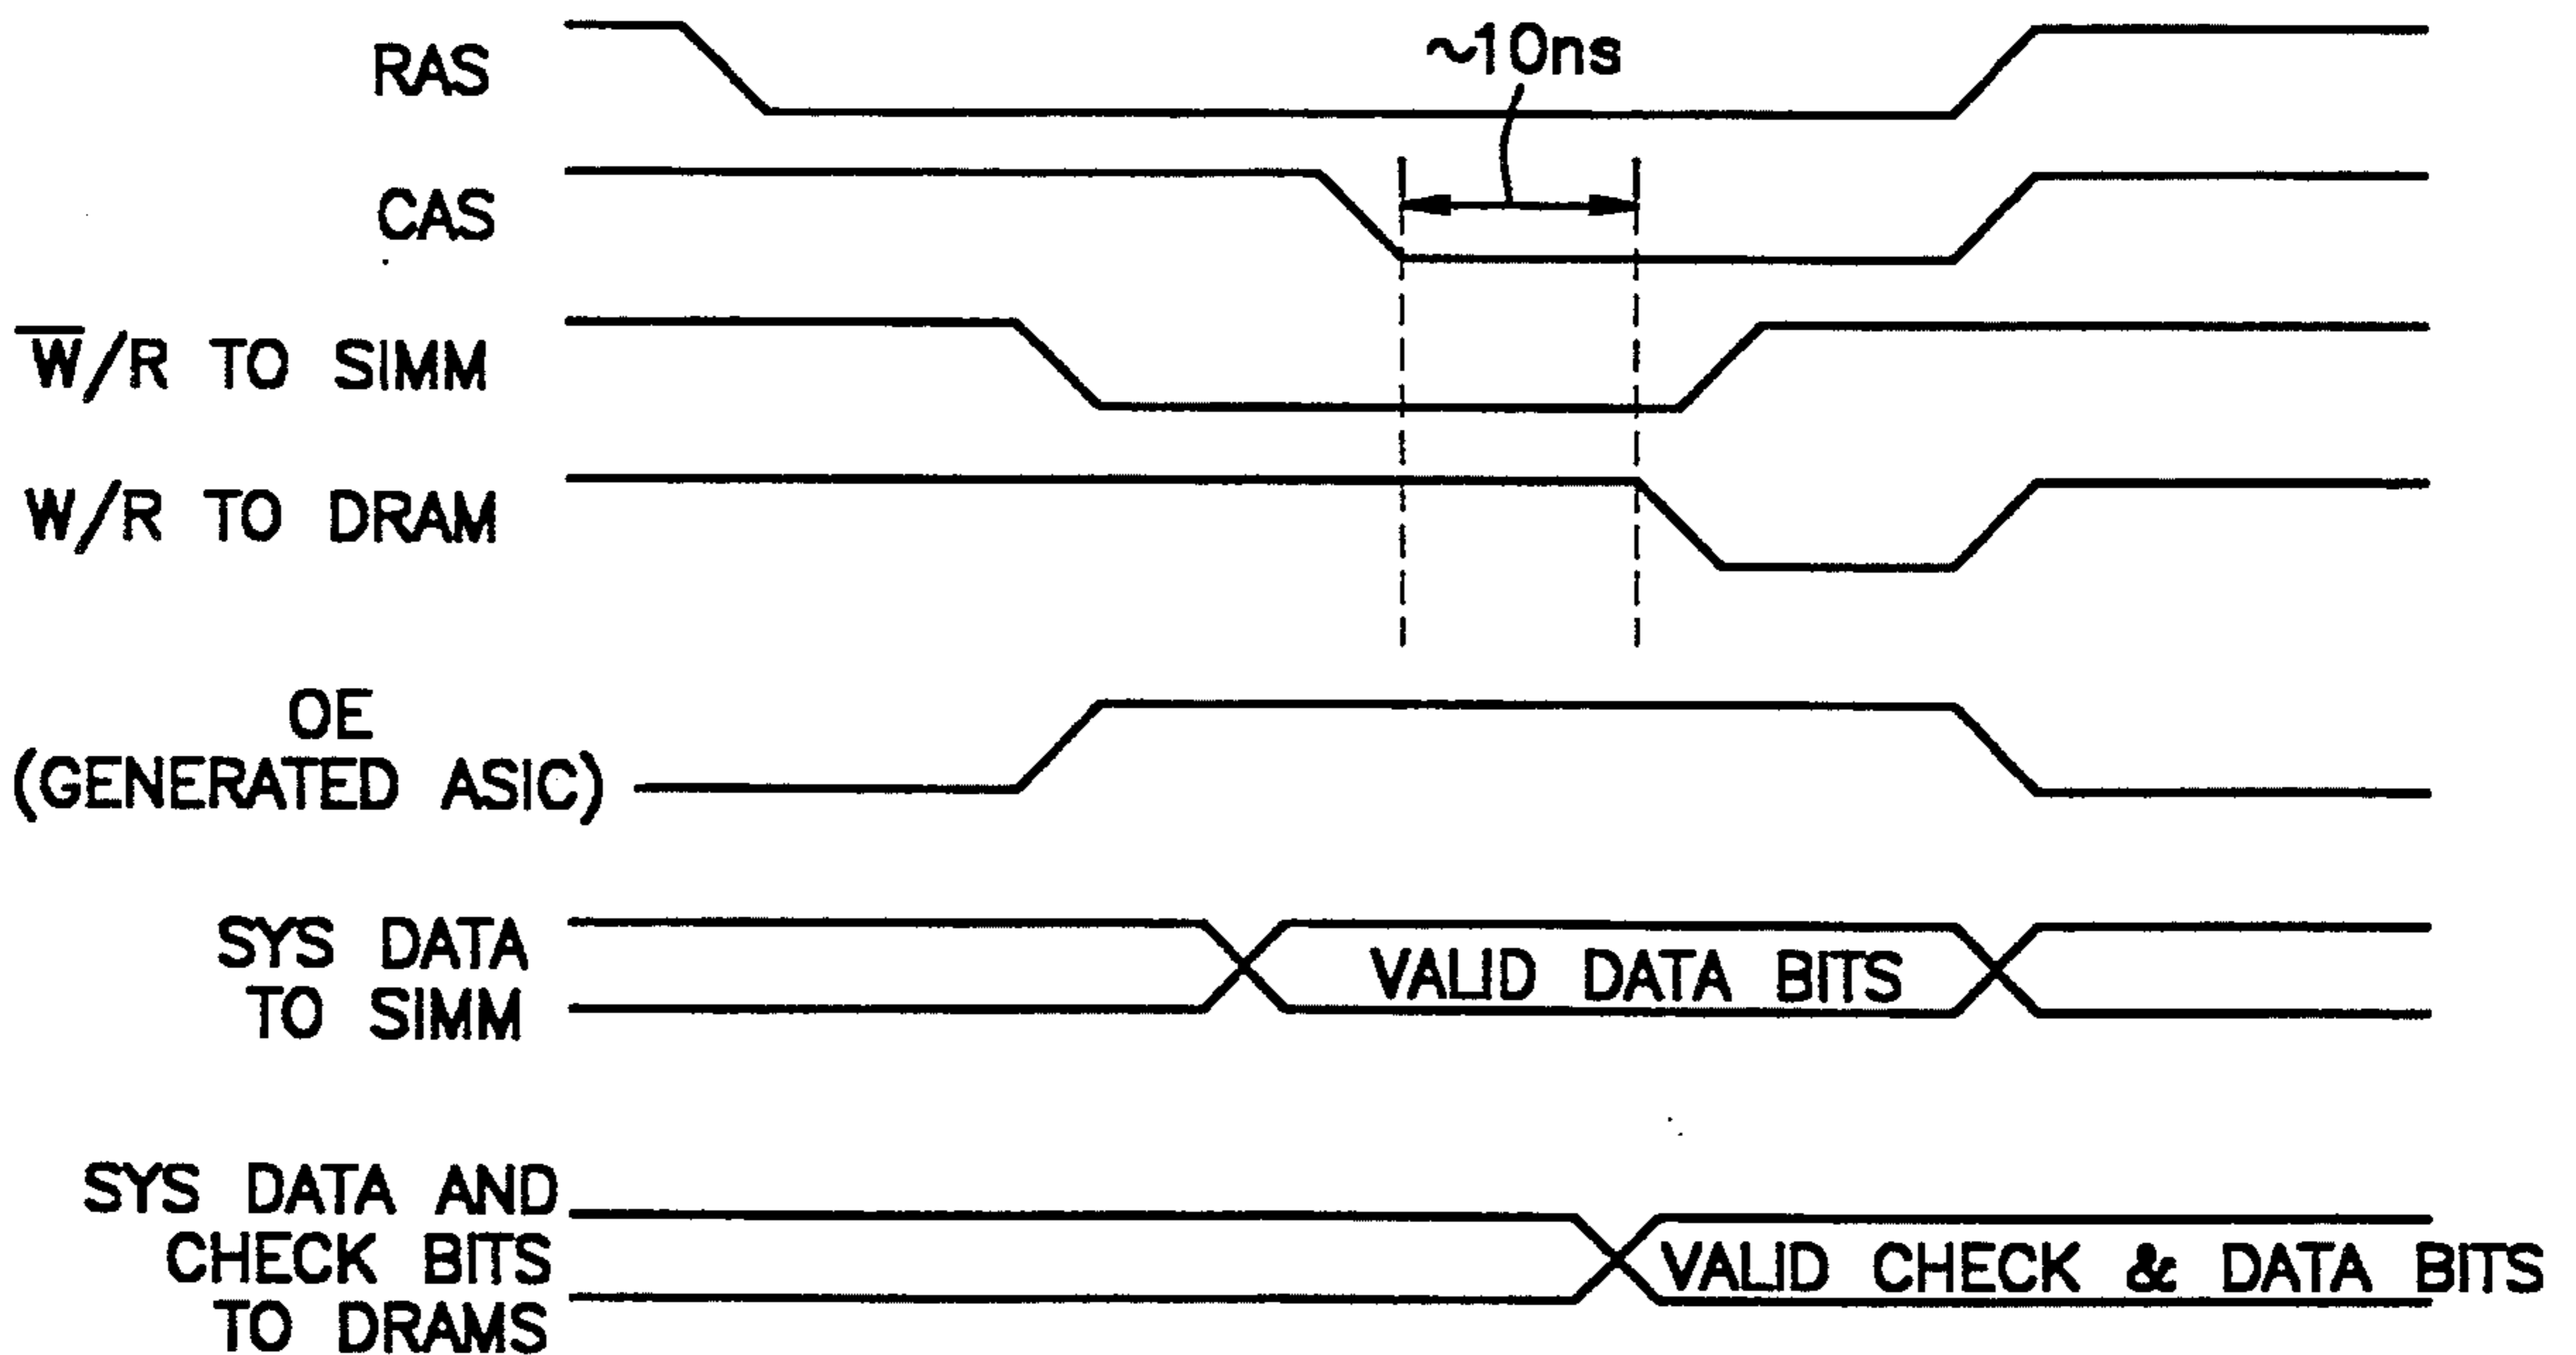 RAS
~10ns
CAS
W̅/R TO SIMM
W/R TO DRAM
OE
(GENERATED ASIC)
SYS DATA
TO SIMM
VALID DATA BITS
SYS DATA AND
CHECK BITS
TO DRAMS
VALID CHECK & DATA BITS